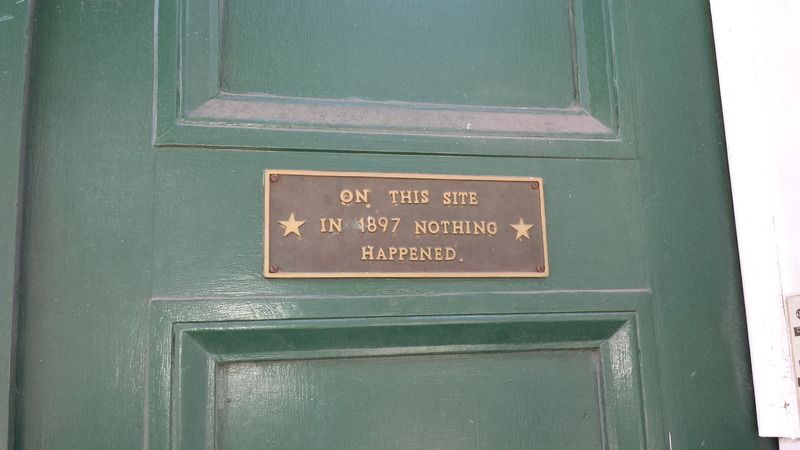 ON THIS SITE
IN 1897 NOTHING
HAPPENED.